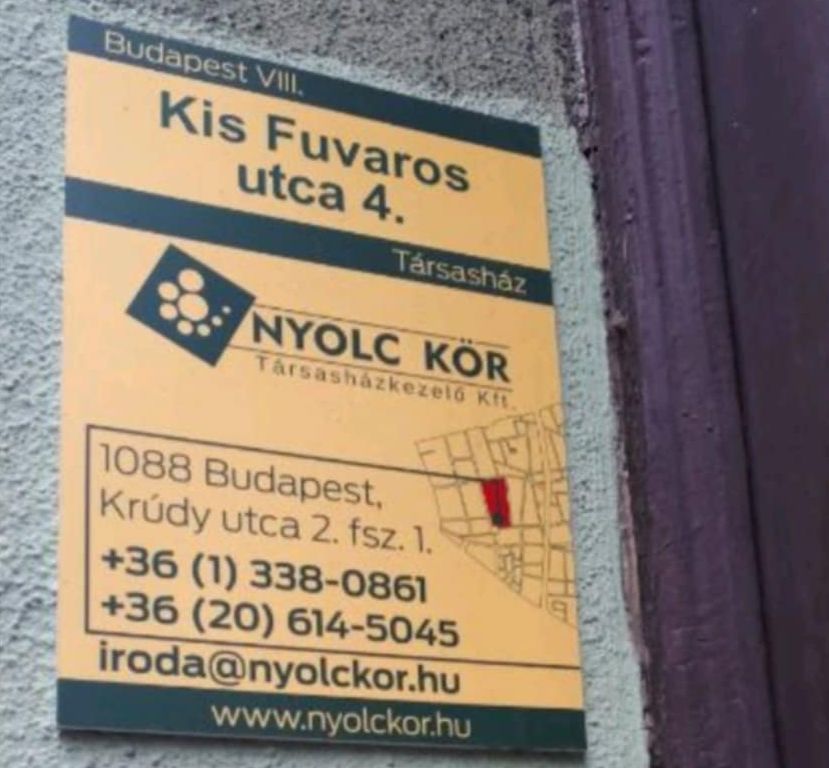 Budapest VIII.
Kis Fuvaros
utca 4.
Társasház
NYOLC KÖR
Társasházkezelő Kft.
1088 Budapest,
Krúdy utca 2. fsz. 1.
+36 (1) 338-0861
+36 (20) 614-5045
iroda@nyolckor.hu
www.nyolckor.hu